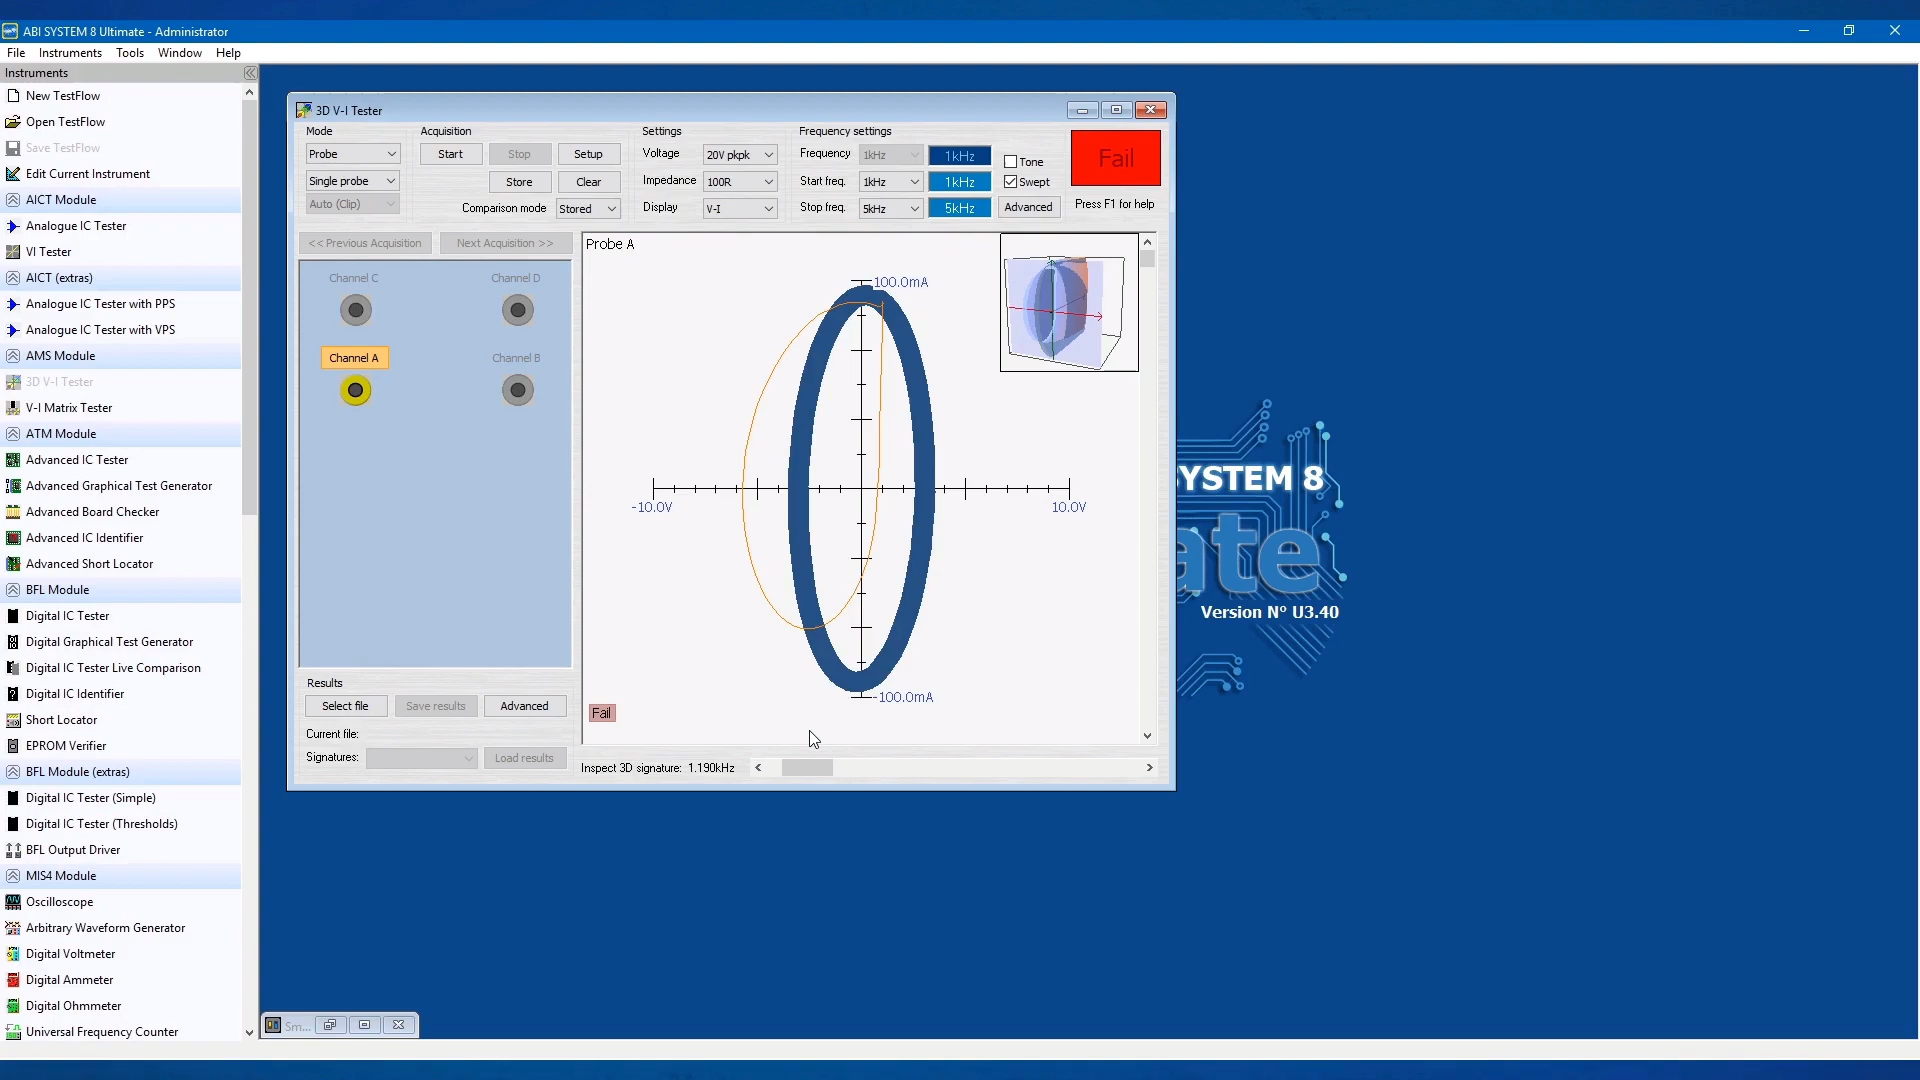 ABI SYSTEM 8 Ultimate - Administrator
File Instruments Tools Window Help
Instruments
New TestFlow
Open TestFlow
Save TestFlow
Edit Current Instrument
AICT Module
Analogue IC Tester
VI Tester
AICT (extras)
Analogue IC Tester with PPS
Analogue IC Tester with VPS
AMS Module
3D V-I Tester
V-I Matrix Tester
ATM Module
Advanced IC Tester
Advanced Graphical Test Generator
Advanced Board Checker
Advanced IC Identifier
Advanced Short Locator
BFL Module
Digital IC Tester
Digital Graphical Test Generator
Digital IC Tester Live Comparison
Digital IC Identifier
Short Locator
EPROM Verifier
BFL Module (extras)
Digital IC Tester (Simple)
Digital IC Tester (Thresholds)
BFL Output Driver
MIS4 Module
Oscilloscope
Arbitrary Waveform Generator
Digital Voltmeter
Digital Ammeter
Digital Ohmmeter
Universal Frequency Counter
3D V-I Tester
Mode Acquisition Settings Frequency settings
Probe Start Stop Setup Voltage 20V pkpk Frequency 1kHz 1kHz Tone Fail
Single probe Store Clear Impedance 100R Start freq. 1kHz 1kHz Swept
Auto (Clip) Comparison mode Stored Display V-I Stop freq. 5kHz 5kHz Advanced Press F1 for help
<< Previous Acquisition Next Acquisition >> Probe A
Channel C Channel D
Channel A Channel B
100.0mA
-10.0V 10.0V
-100.0mA
Fail
Results
Select file Save results Advanced
Current file:
Signatures: Load results
Inspect 3D signature: 1.190kHz
YSTEM 8
ate
Version Nº U3.40
Sm...